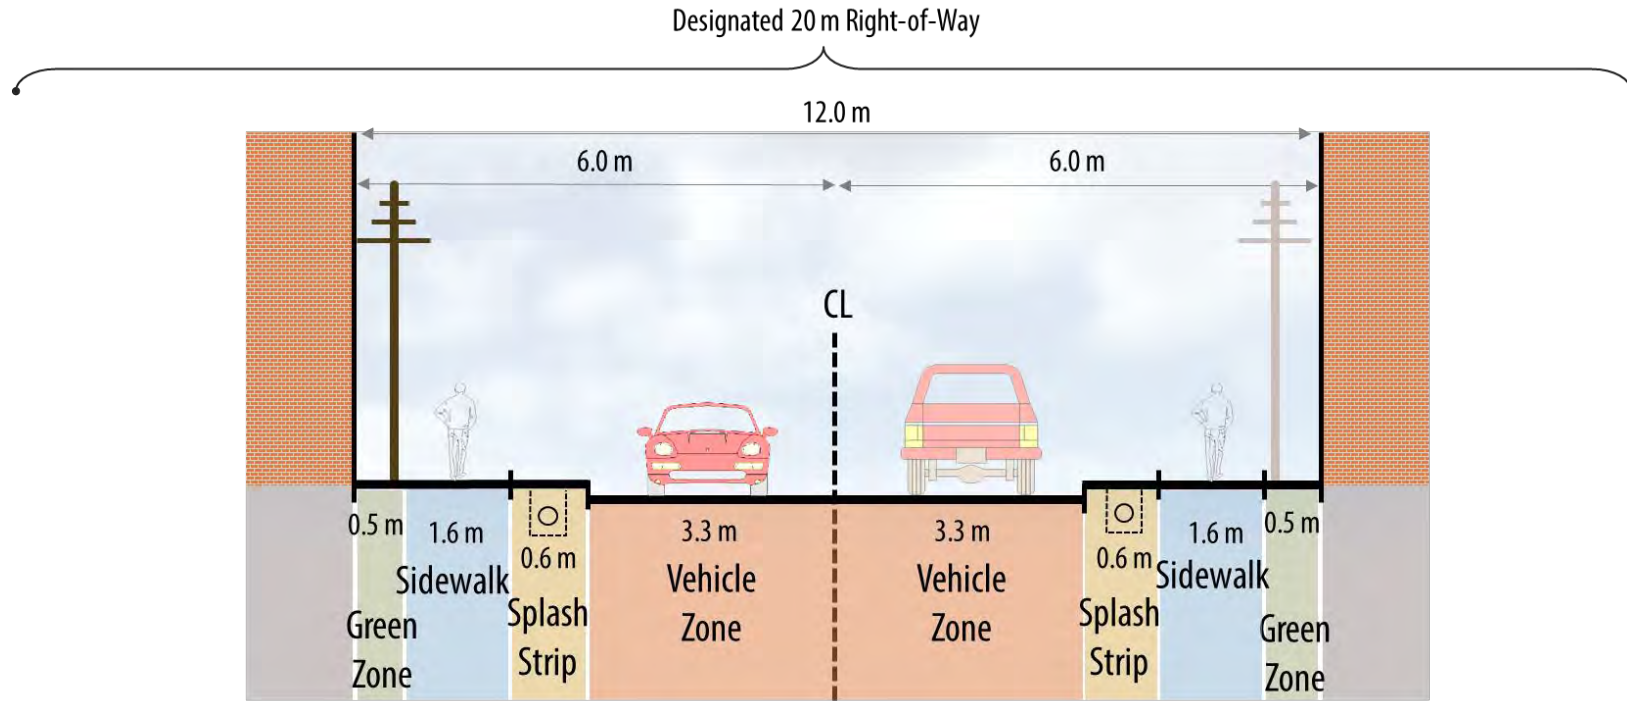 Designated 20 m Right-of-Way
12.0 m
6.0 m
6.0 m
CL
0.5 m
1.6 m
Sidewalk
0.6 m
Splash
Strip
Green
Zone
3.3 m
Vehicle
Zone
3.3 m
Vehicle
Zone
0.6 m
Splash
Strip
1.6 m
Sidewalk
0.5 m
Green
Zone